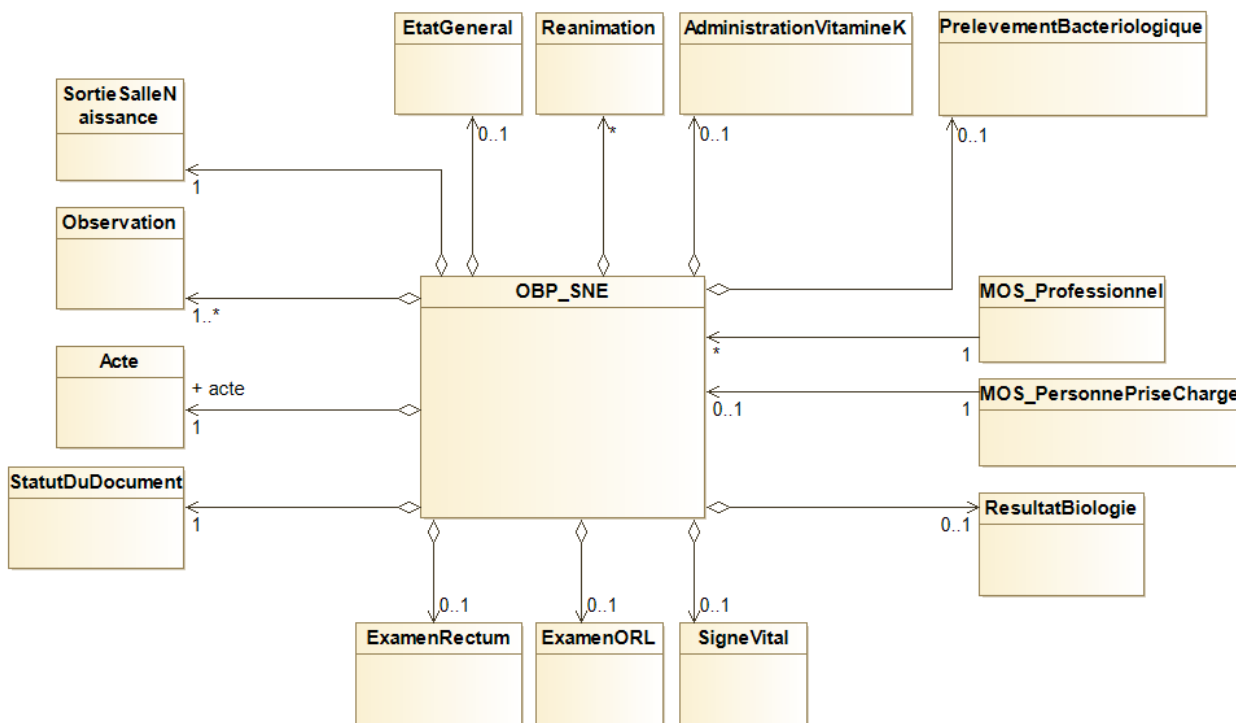 EtatGeneral
Reanimation
AdministrationVitamineK
PrelevementBacteriologique
SortieSalleN
aissance
0..1
*
0..1
0..1
1
Observation
OBP_SNE
MOS_Professionnel
1..*
*
1
Acte
+ acte
MOS_PersonnePriseCharge
0..1
1
1
StatutDuDocument
ResultatBiologie
1
0..1
0..1
0..1
0..1
ExamenRectum
ExamenORL
SigneVital